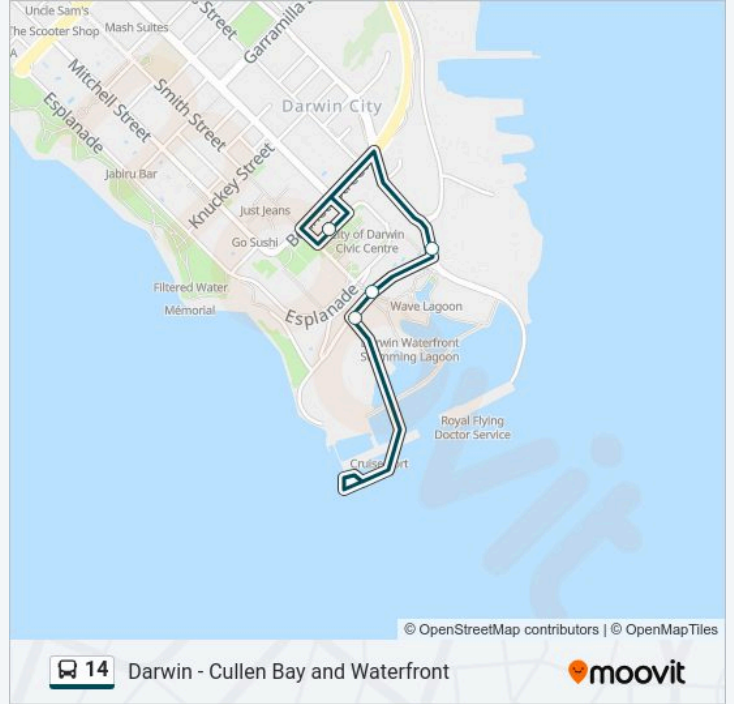 Uncle Sam's
The Scooter Shop
Mash Suites
Street
Garramilla
A
Mitchell Street
Esplanade
Smith Street
Darwin City
Jabiru Bar
Knuckey Street
Just Jeans
Go Sushi
City of Darwin
Civic Centre
Filtered Water
Memorial
Esplanade
Wave Lagoon
Darwin Waterfront
Swimming Lagoon
Royal Flying
Doctor Service
© OpenStreetMap contributors | © OpenMapTiles
14
Darwin - Cullen Bay and Waterfront
moovit